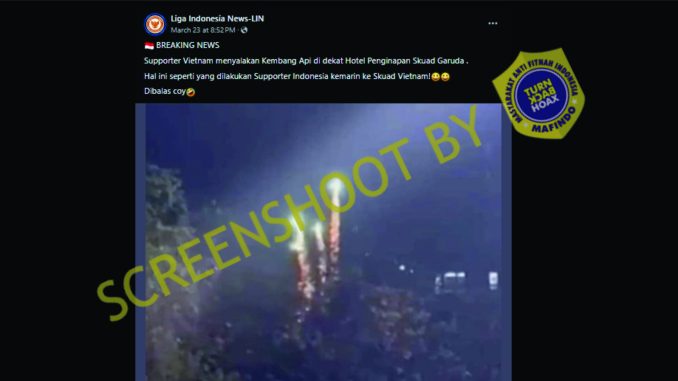 Liga Indonesia News-LIN
March 23 at 8:52 PM
BREAKING NEWS
Supporter Vietnam menyalakan Kembang Api di dekat Hotel Penginapan Skuad Garuda .
Hal ini seperti yang dilakukan Supporter Indonesia kemarin ke Skuad Vietnam!
Dibalas coy
MASYARAKAT ANTI FITNAH INDONESIA
TURN
BACK
HOAX
MAFINDO
SCREENSHOOT BY